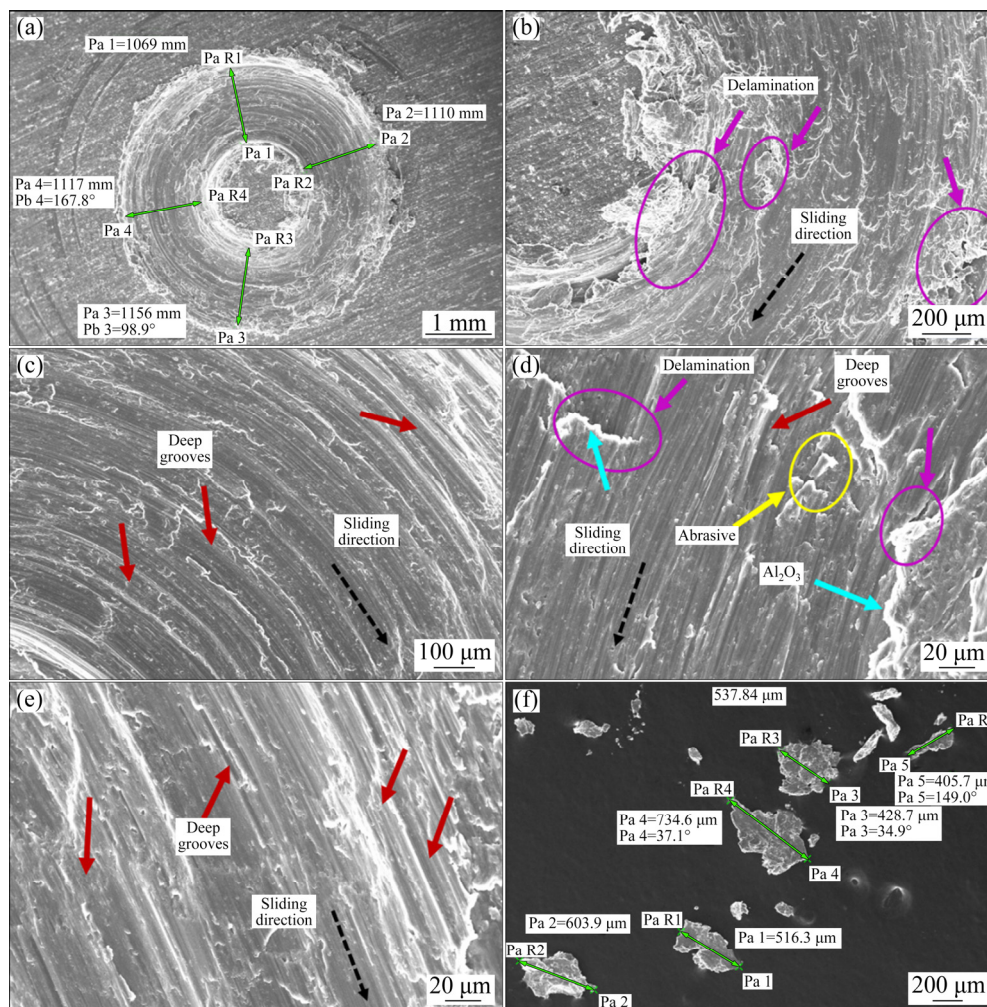 (a)
Pa 1=1069 mm
Pa R1
Pa 2=1110 mm
Pa 2
Pa 1
Pa R2
Pa 4=1117 mm
Pb 4=167.8°
Pa R4
Pa 4
Pa R3
Pa 3=1156 mm
Pb 3=98.9°
Pa 3
1 mm
(b)
Delamination
Sliding
direction
200 μm
(c)
Deep
grooves
Sliding
direction
100 μm
(d)
Delamination
Deep
grooves
Sliding
direction
Abrasive
Al₂O₃
20 μm
(e)
Deep
grooves
Sliding
direction
20 μm
(f)
537.84 μm
Pa R
Pa R3
Pa 5
Pa 5=405.7 μm
Pa 5=149.0°
Pa 3
Pa R4
Pa 3=428.7 μm
Pa 3=34.9°
Pa 4=734.6 μm
Pa 4=37.1°
Pa 4
Pa 2=603.9 μm
Pa R1
Pa 1=516.3 μm
Pa R2
Pa 1
Pa 2
200 μm